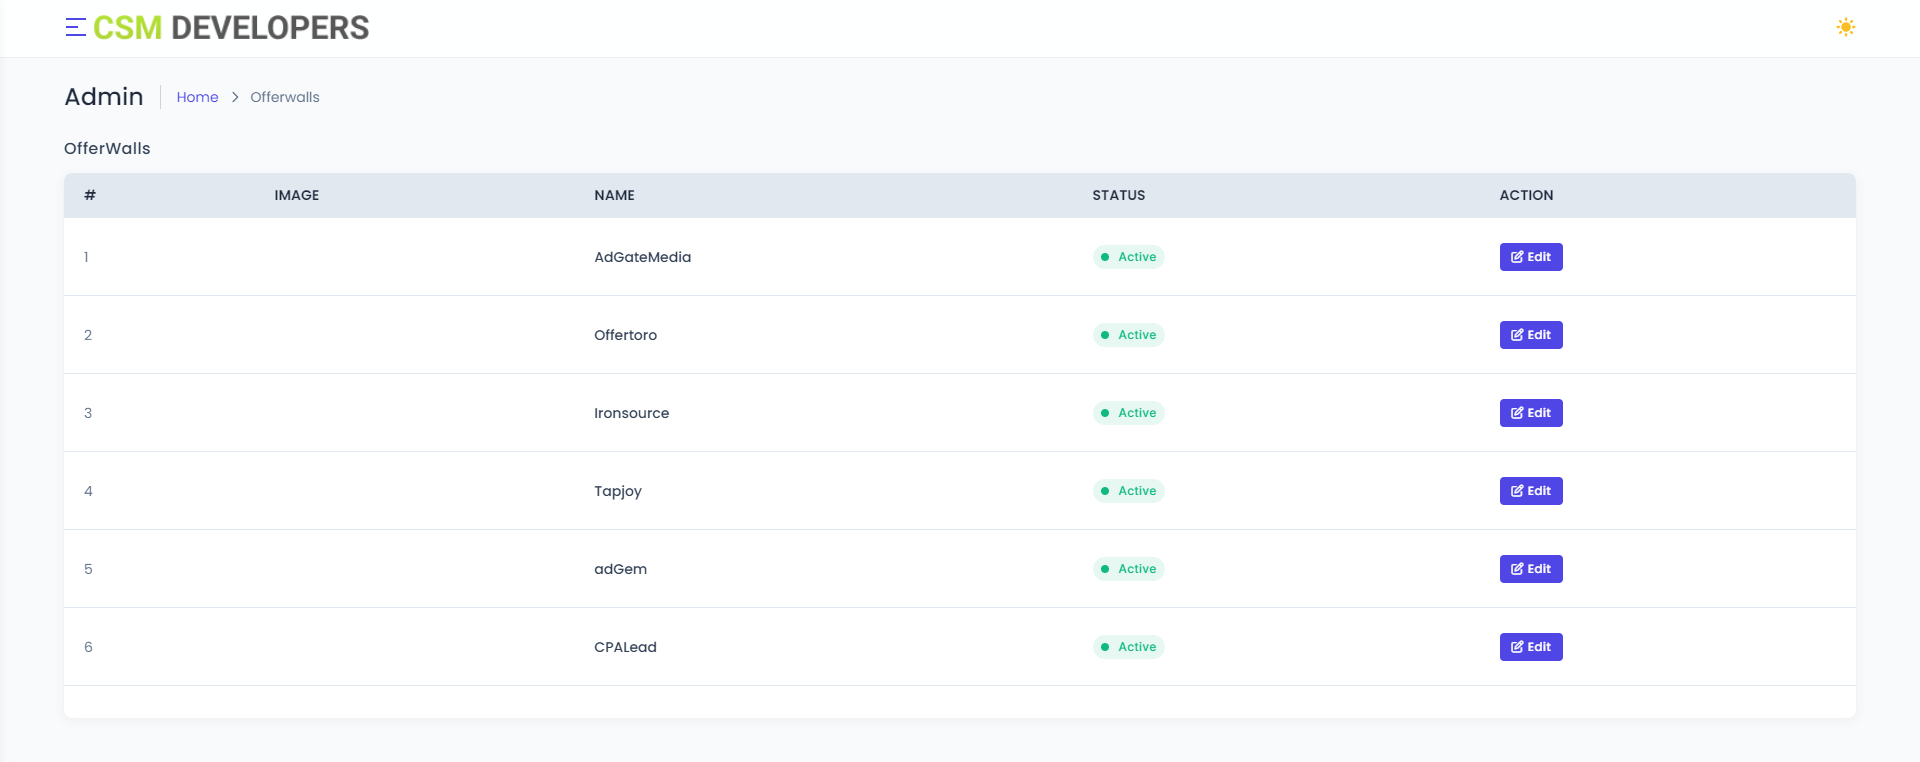 CSM DEVELOPERS
Admin Home > Offerwalls
OfferWalls
# IMAGE NAME STATUS ACTION
1 AdGateMedia Active Edit
2 Offertoro Active Edit
3 Ironsource Active Edit
4 Tapjoy Active Edit
5 adGem Active Edit
6 CPALead Active Edit